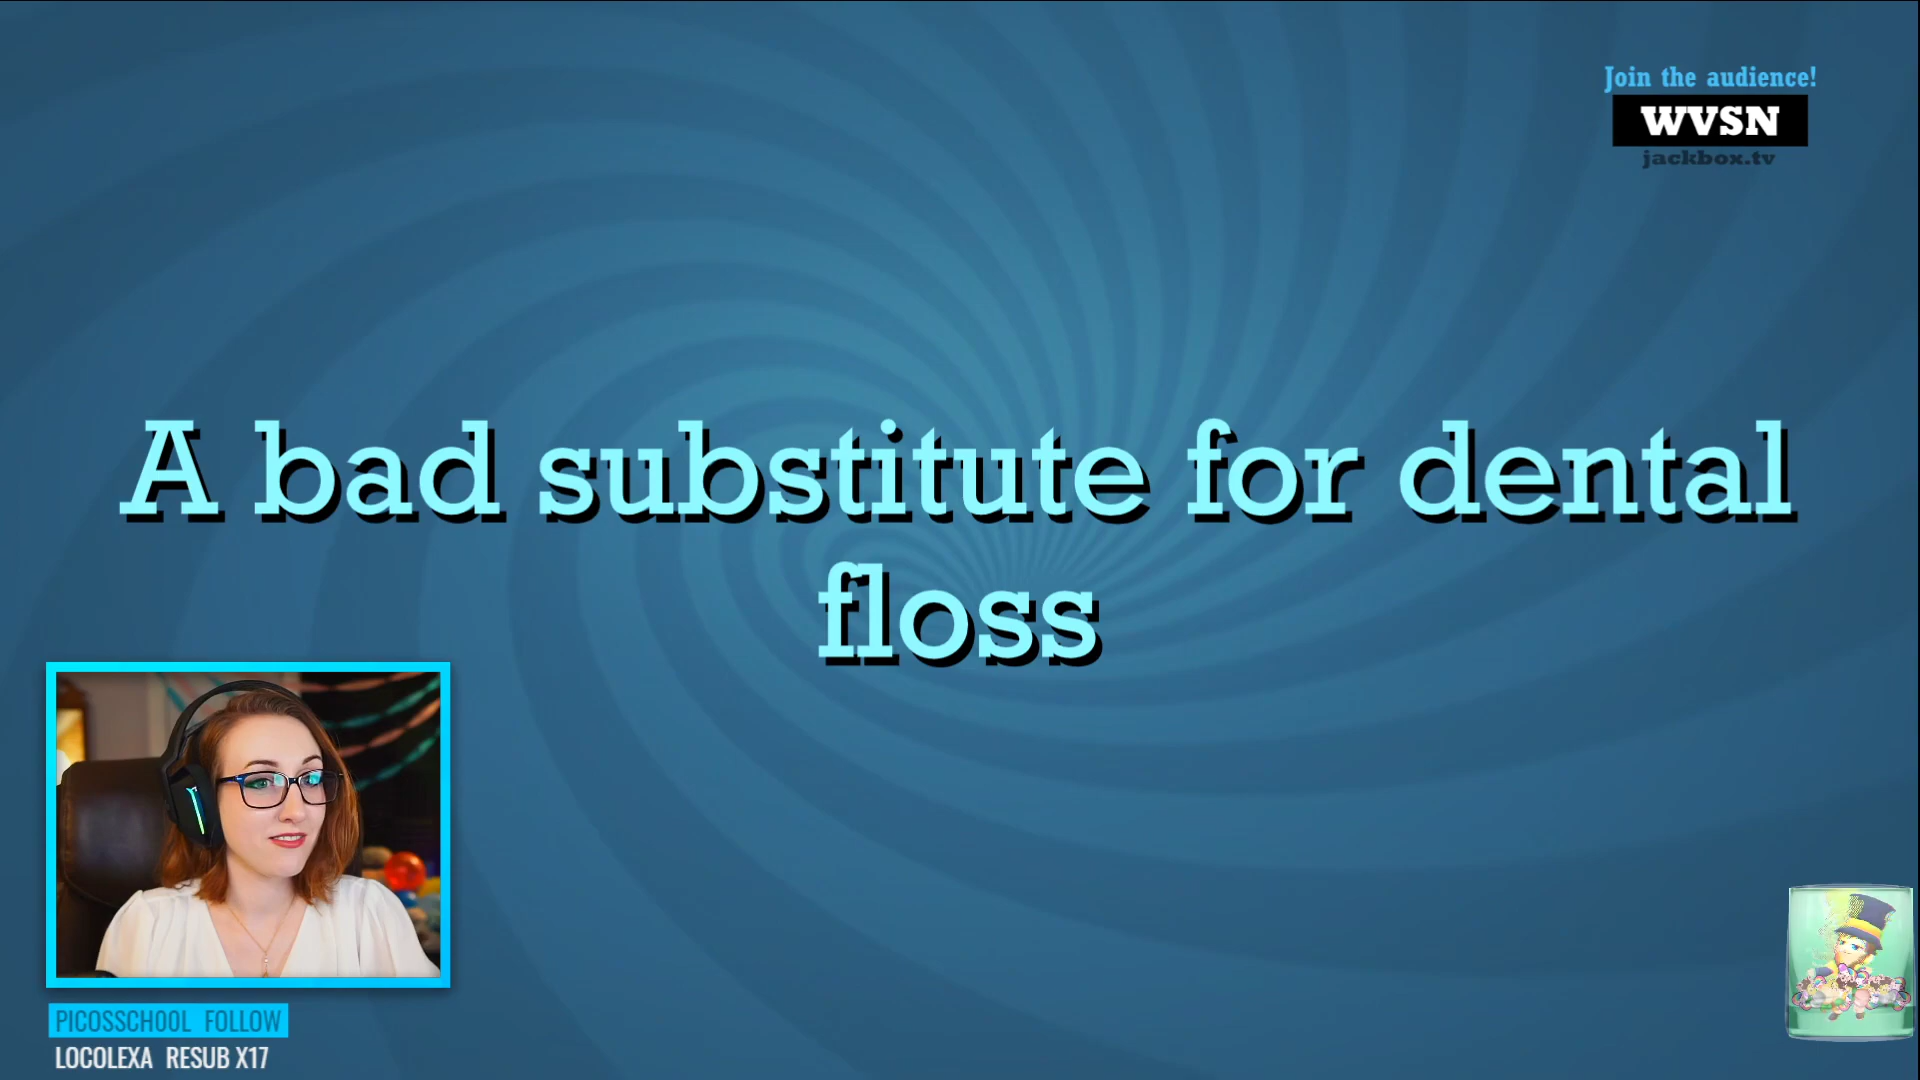 Join the audience!
WVSN
jackbox.tv
A bad substitute for dental
floss
PICOSSCHOOL FOLLOW
LOCOLEXA RESUB X17